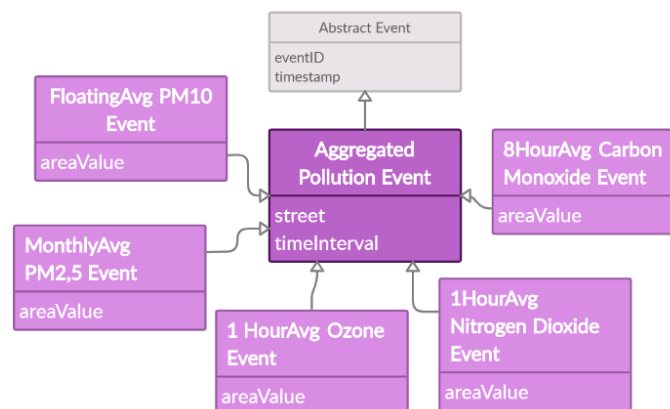 Abstract Event
eventID
timestamp
FloatingAvg PM10
Event
areaValue
Aggregated
Pollution Event
street
timeInterval
8HourAvg Carbon
Monoxide Event
areaValue
MonthlyAvg
PM2,5 Event
areaValue
1 HourAvg Ozone
Event
areaValue
1HourAvg
Nitrogen Dioxide
Event
areaValue